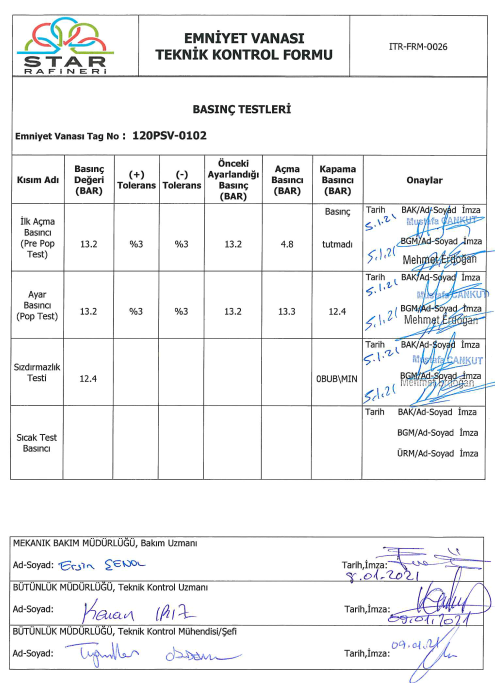 STAR
RAFİNERİ
EMNİYET VANASI
TEKNİK KONTROL FORMU
ITR-FRM-0026
BASINÇ TESTLERİ
Emniyet Vanası Tag No : 120PSV-0102
Kısım Adı
Basınç Değeri (BAR)
(+) Tolerans
(-) Tolerans
Önceki Ayarlandığı Basınç (BAR)
Açma Basıncı (BAR)
Kapama Basıncı (BAR)
Onaylar
İlk Açma Basıncı (Pre Pop Test)
13.2
%3
%3
13.2
4.8
Basınç tutmadı
Tarih BAK/Ad-Soyad İmza
5.1.21 Mustafa CANKUT
BGM/Ad-Soyad İmza
5.1.21 Mehmet Erdoğan
Ayar Basıncı (Pop Test)
13.2
%3
%3
13.2
13.3
12.4
Tarih BAK/Ad-Soyad İmza
5.1.21 Mustafa CANKUT
BGM/Ad-Soyad İmza
5.1.21 Mehmet Erdoğan
Sızdırmazlık Testi
12.4
0BUB\MIN
Tarih BAK/Ad-Soyad İmza
5.1.21 Mustafa CANKUT
BGM/Ad-Soyad İmza
5.1.21 Mehmet Erdoğan
Sıcak Test Basıncı
Tarih BAK/Ad-Soyad İmza
BGM/Ad-Soyad İmza
ÜRM/Ad-Soyad İmza
MEKANIK BAKIM MÜDÜRLÜĞÜ, Bakım Uzmanı
Ad-Soyad: Ersin ŞENOL Tarih,İmza:
8.01.2021
BÜTÜNLUK MÜDÜRLÜĞÜ, Teknik Kontrol Uzmanı
Ad-Soyad: Kenan Tarih,İmza:
09.01.2021
BÜTÜNLUK MÜDÜRLÜĞÜ, Teknik Kontrol Mühendisi/Şefi
Ad-Soyad: Tarih,İmza: 09.01.21